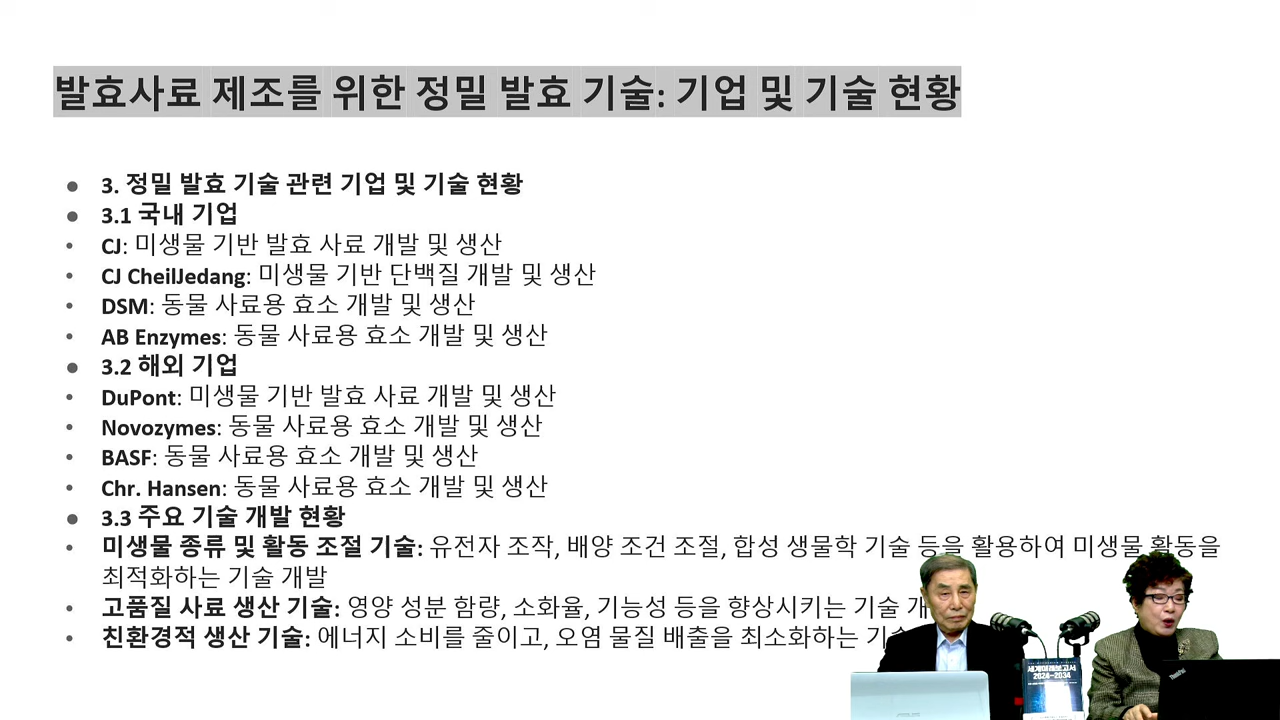 발효사료 제조를 위한 정밀 발효 기술: 기업 및 기술 현황
3. 정밀 발효 기술 관련 기업 및 기술 현황
3.1 국내 기업
CJ: 미생물 기반 발효 사료 개발 및 생산
CJ CheilJedang: 미생물 기반 단백질 개발 및 생산
DSM: 동물 사료용 효소 개발 및 생산
AB Enzymes: 동물 사료용 효소 개발 및 생산
3.2 해외 기업
DuPont: 미생물 기반 발효 사료 개발 및 생산
Novozymes: 동물 사료용 효소 개발 및 생산
BASF: 동물 사료용 효소 개발 및 생산
Chr. Hansen: 동물 사료용 효소 개발 및 생산
3.3 주요 기술 개발 현황
미생물 종류 및 활동 조절 기술: 유전자 조작, 배양 조건 조절, 합성 생물학 기술 등을 활용하여 미생물 활동을
최적화하는 기술 개발
고품질 사료 생산 기술: 영양 성분 함량, 소화율, 기능성 등을 향상시키는 기술 개
친환경적 생산 기술: 에너지 소비를 줄이고, 오염 물질 배출을 최소화하는
세계미래보고서
2024-2034
ThinkPad